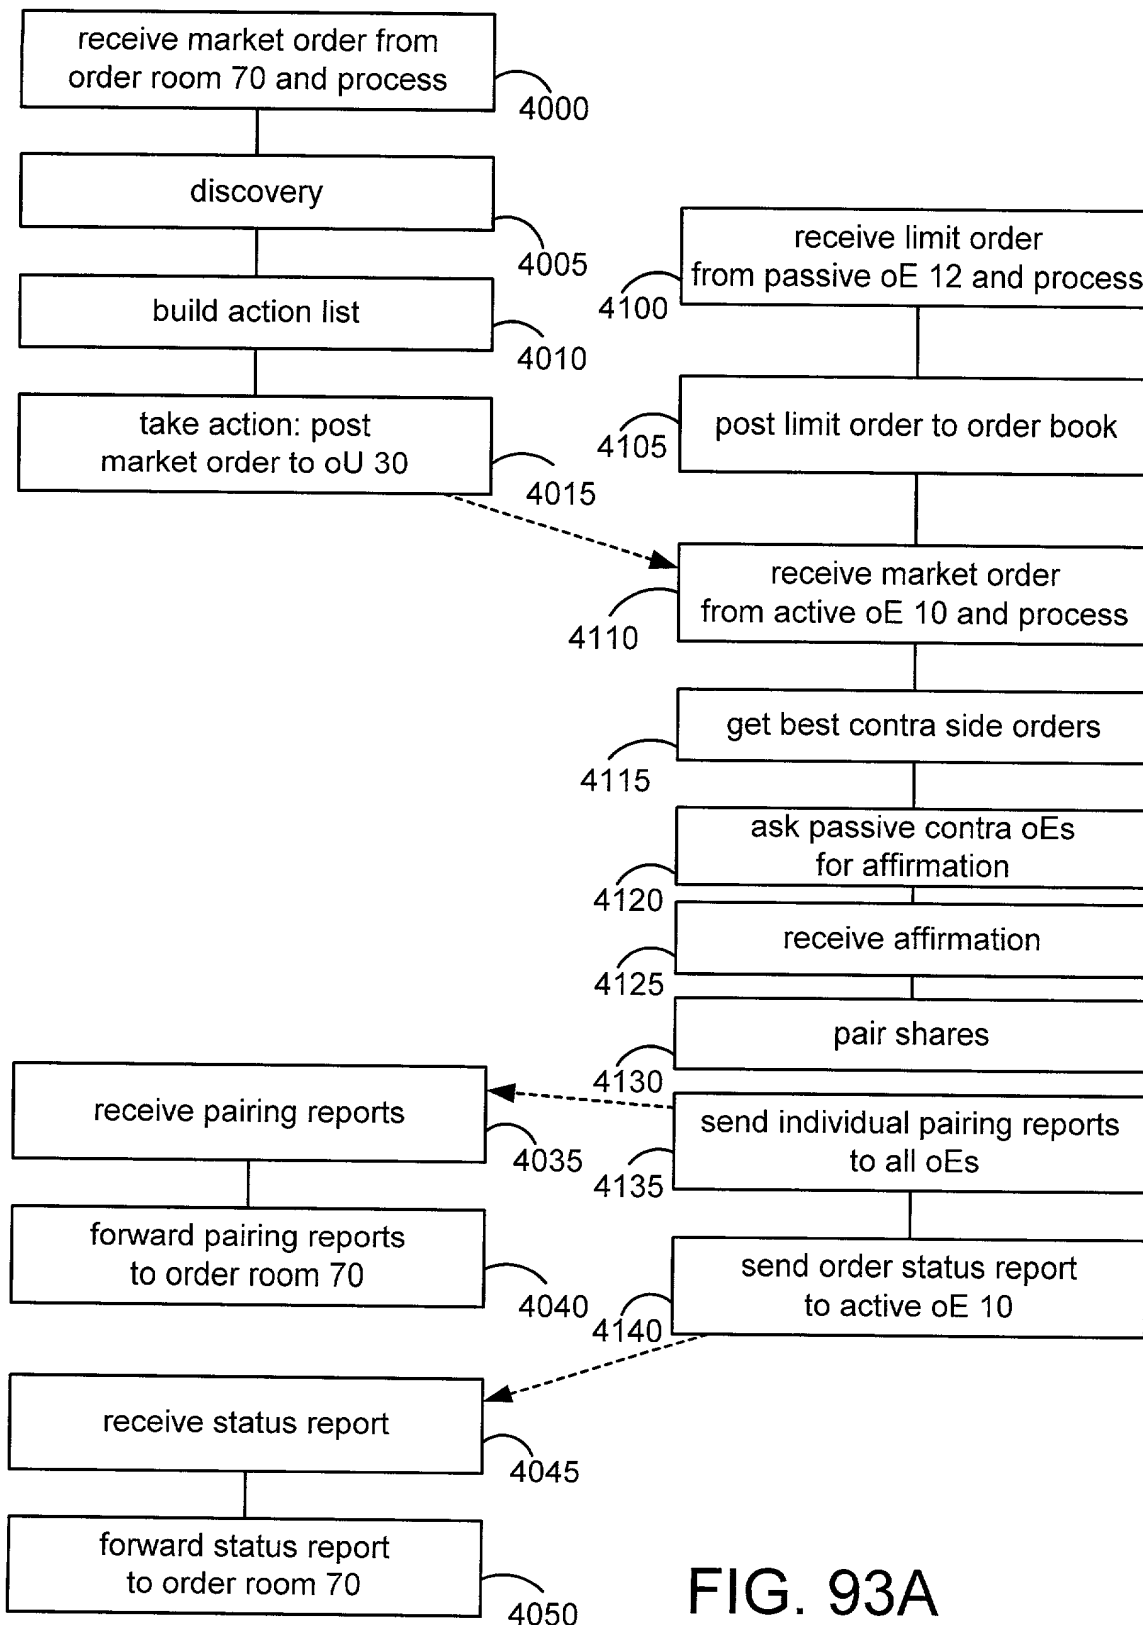 receive market order from
order room 70 and process
4000
discovery
4005
build action list
4010
take action: post
market order to oU 30
4015
receive limit order
from passive oE 12 and process
4100
post limit order to order book
4105
receive market order
from active oE 10 and process
4110
get best contra side orders
4115
ask passive contra oEs
for affirmation
4120
receive affirmation
4125
pair shares
4130
send individual pairing reports
to all oEs
4135
send order status report
to active oE 10
4140
receive pairing reports
4035
forward pairing reports
to order room 70
4040
receive status report
4045
forward status report
to order room 70
4050
FIG. 93A